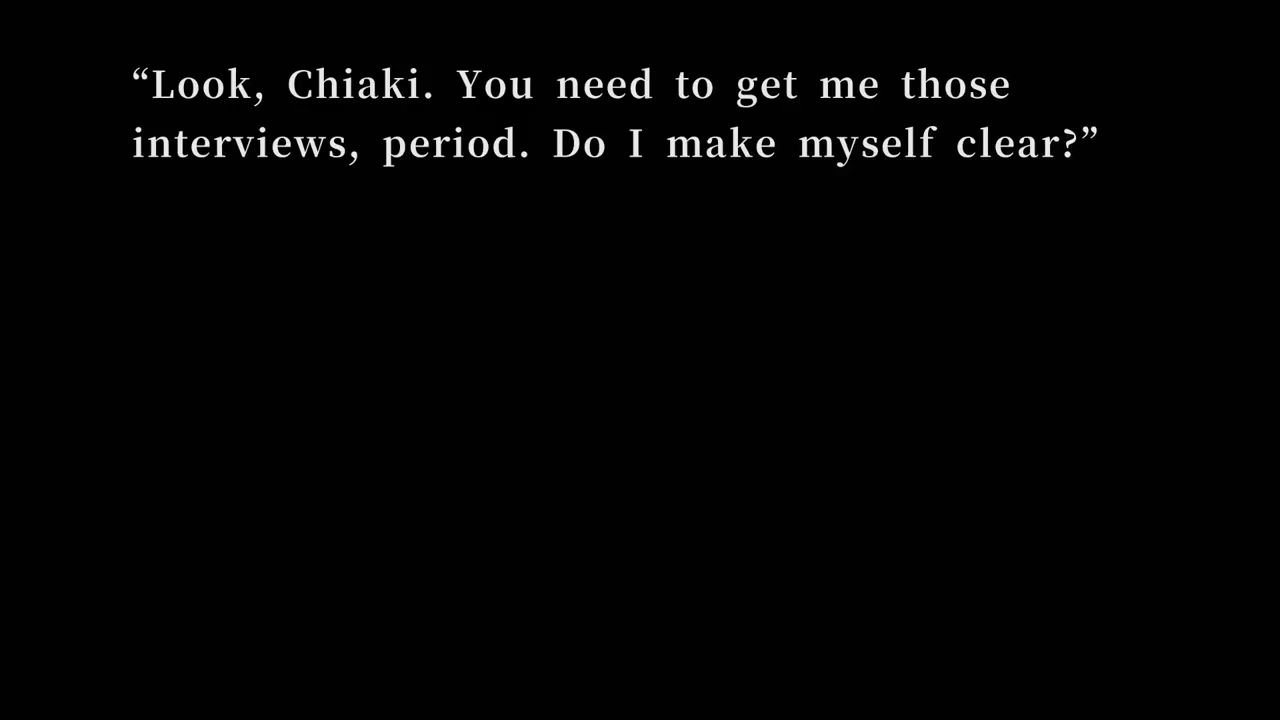 “Look, Chiaki. You need to get me those
interviews, period. Do I make myself clear?”